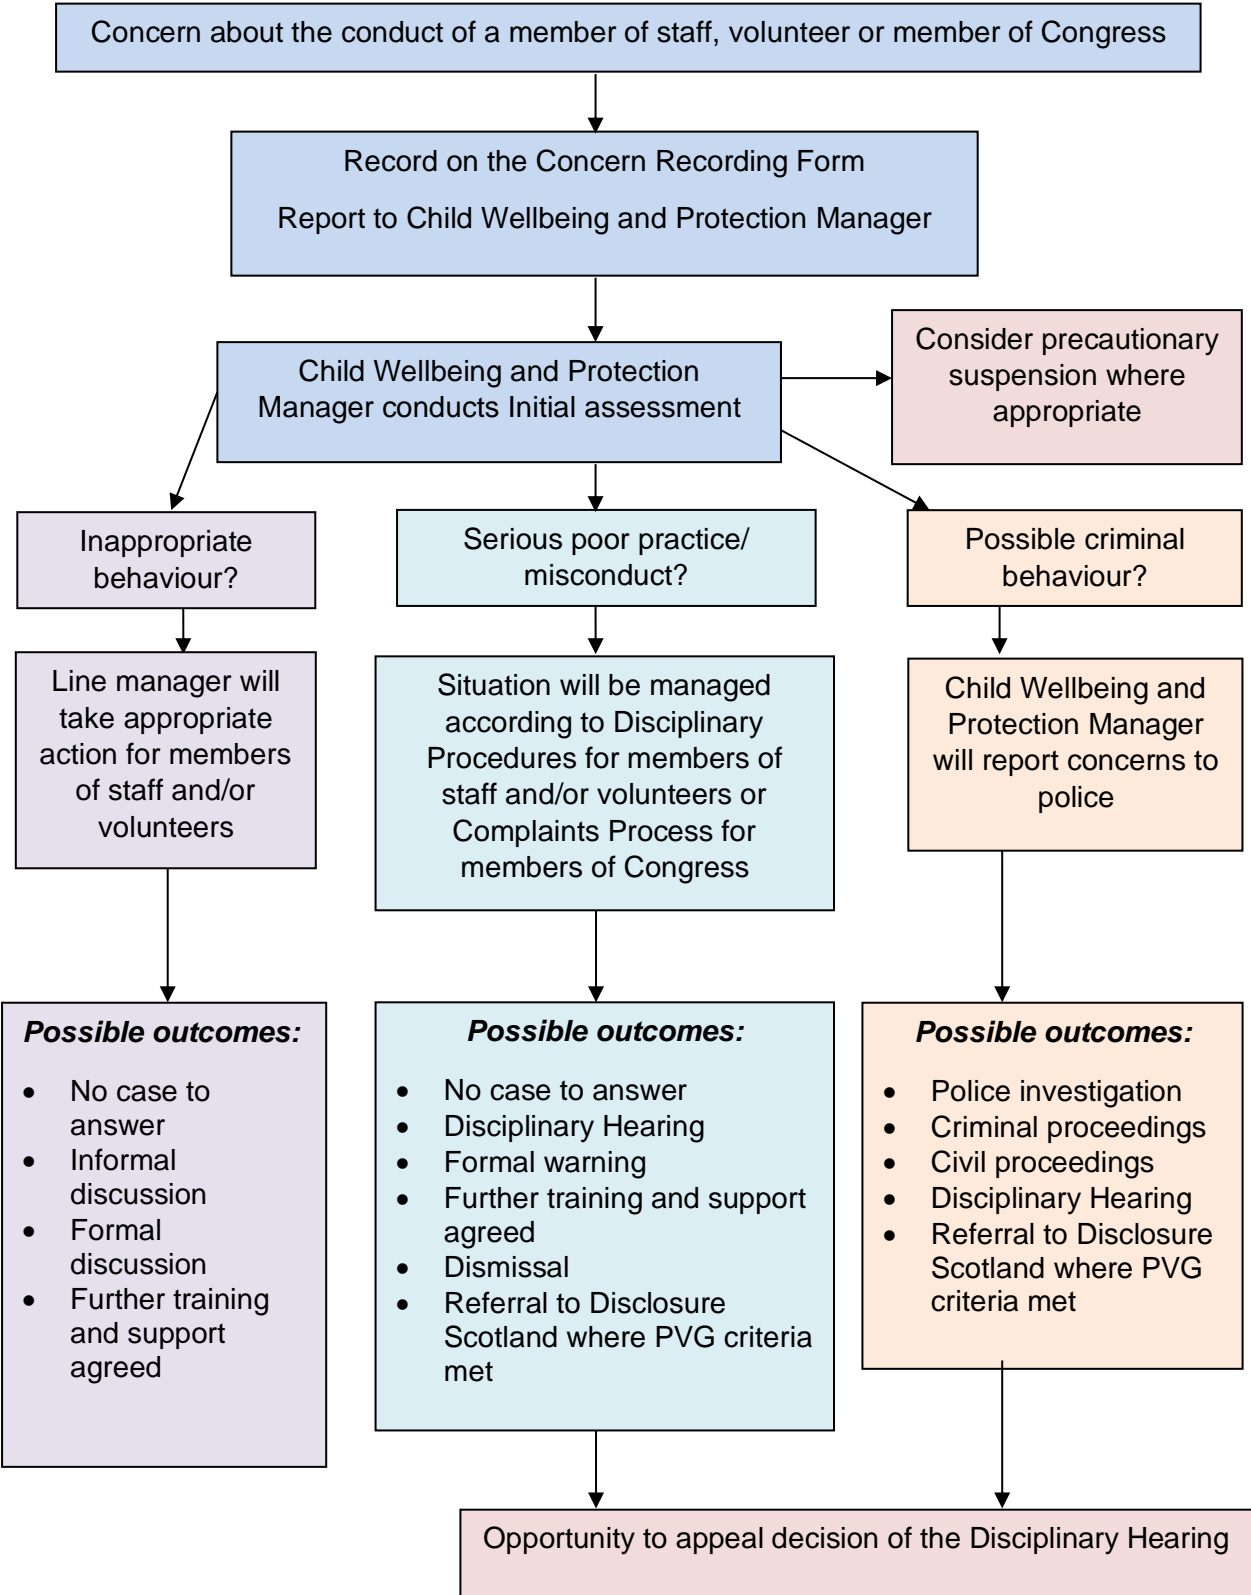 Concern about the conduct of a member of staff, volunteer or member of Congress
Record on the Concern Recording Form
Report to Child Wellbeing and Protection Manager
Child Wellbeing and Protection
Manager conducts Initial assessment
Consider precautionary
suspension where
appropriate
Inappropriate
behaviour?
Serious poor practice/
misconduct?
Possible criminal
behaviour?
Line manager will
take appropriate
action for members
of staff and/or
volunteers
Situation will be managed
according to Disciplinary
Procedures for members of
staff and/or volunteers or
Complaints Process for
members of Congress
Child Wellbeing and
Protection Manager
will report concerns to
police
Possible outcomes:
• No case to
answer
• Informal
discussion
• Formal
discussion
• Further training
and support
agreed
Possible outcomes:
• No case to answer
• Disciplinary Hearing
• Formal warning
• Further training and support
agreed
• Dismissal
• Referral to Disclosure
Scotland where PVG criteria
met
Possible outcomes:
• Police investigation
• Criminal proceedings
• Civil proceedings
• Disciplinary Hearing
• Referral to Disclosure
Scotland where PVG
criteria met
Opportunity to appeal decision of the Disciplinary Hearing